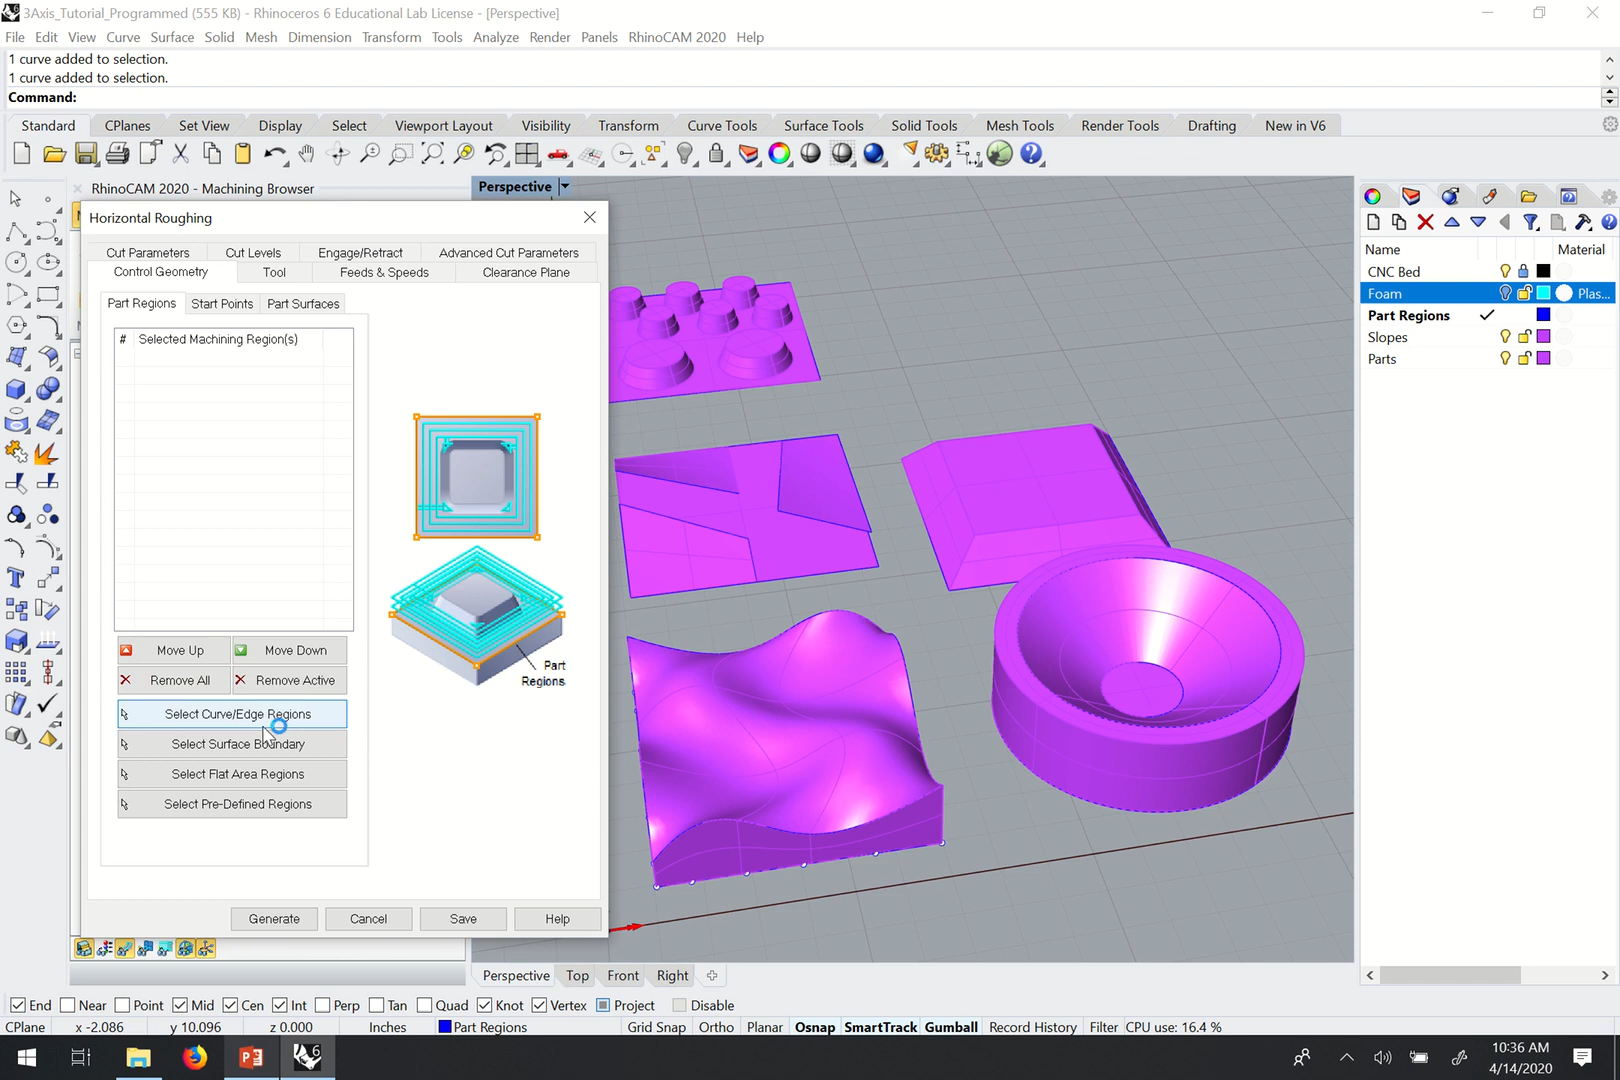 3Axis_Tutorial_Programmed (555 KB) - Rhinoceros 6 Educational Lab License - [Perspective]
File Edit View Curve Surface Solid Mesh Dimension Transform Tools Analyze Render Panels RhinoCAM 2020 Help
1 curve added to selection.
1 curve added to selection.
Command:
Standard CPlanes Set View Display Select Viewport Layout Visibility Transform Curve Tools Surface Tools Solid Tools Mesh Tools Render Tools Drafting New in V6
RhinoCAM 2020 - Machining Browser
Perspective
Horizontal Roughing
Cut Parameters Cut Levels Engage/Retract Advanced Cut Parameters
Control Geometry Tool Feeds & Speeds Clearance Plane
Part Regions Start Points Part Surfaces
# Selected Machining Region(s)
Part
Regions
Move Up Move Down
Remove All Remove Active
Select Curve/Edge Regions
Select Surface Boundary
Select Flat Area Regions
Select Pre-Defined Regions
Generate Cancel Save Help
Name Material
CNC Bed
Foam Plas...
Part Regions
Slopes
Parts
Perspective Top Front Right
End Near Point Mid Cen Int Perp Tan Quad Knot Vertex Project Disable
CPlane x -2.086 y 10.096 z 0.000 Inches Part Regions Grid Snap Ortho Planar Osnap SmartTrack Gumball Record History Filter CPU use: 16.4 %
10:36 AM
4/14/2020